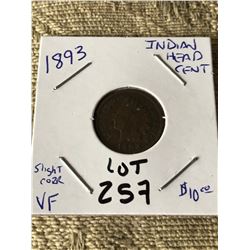 1893
INDIAN
HEAD
CENT
Slight
CORR
VF
LOT
257
$10.00